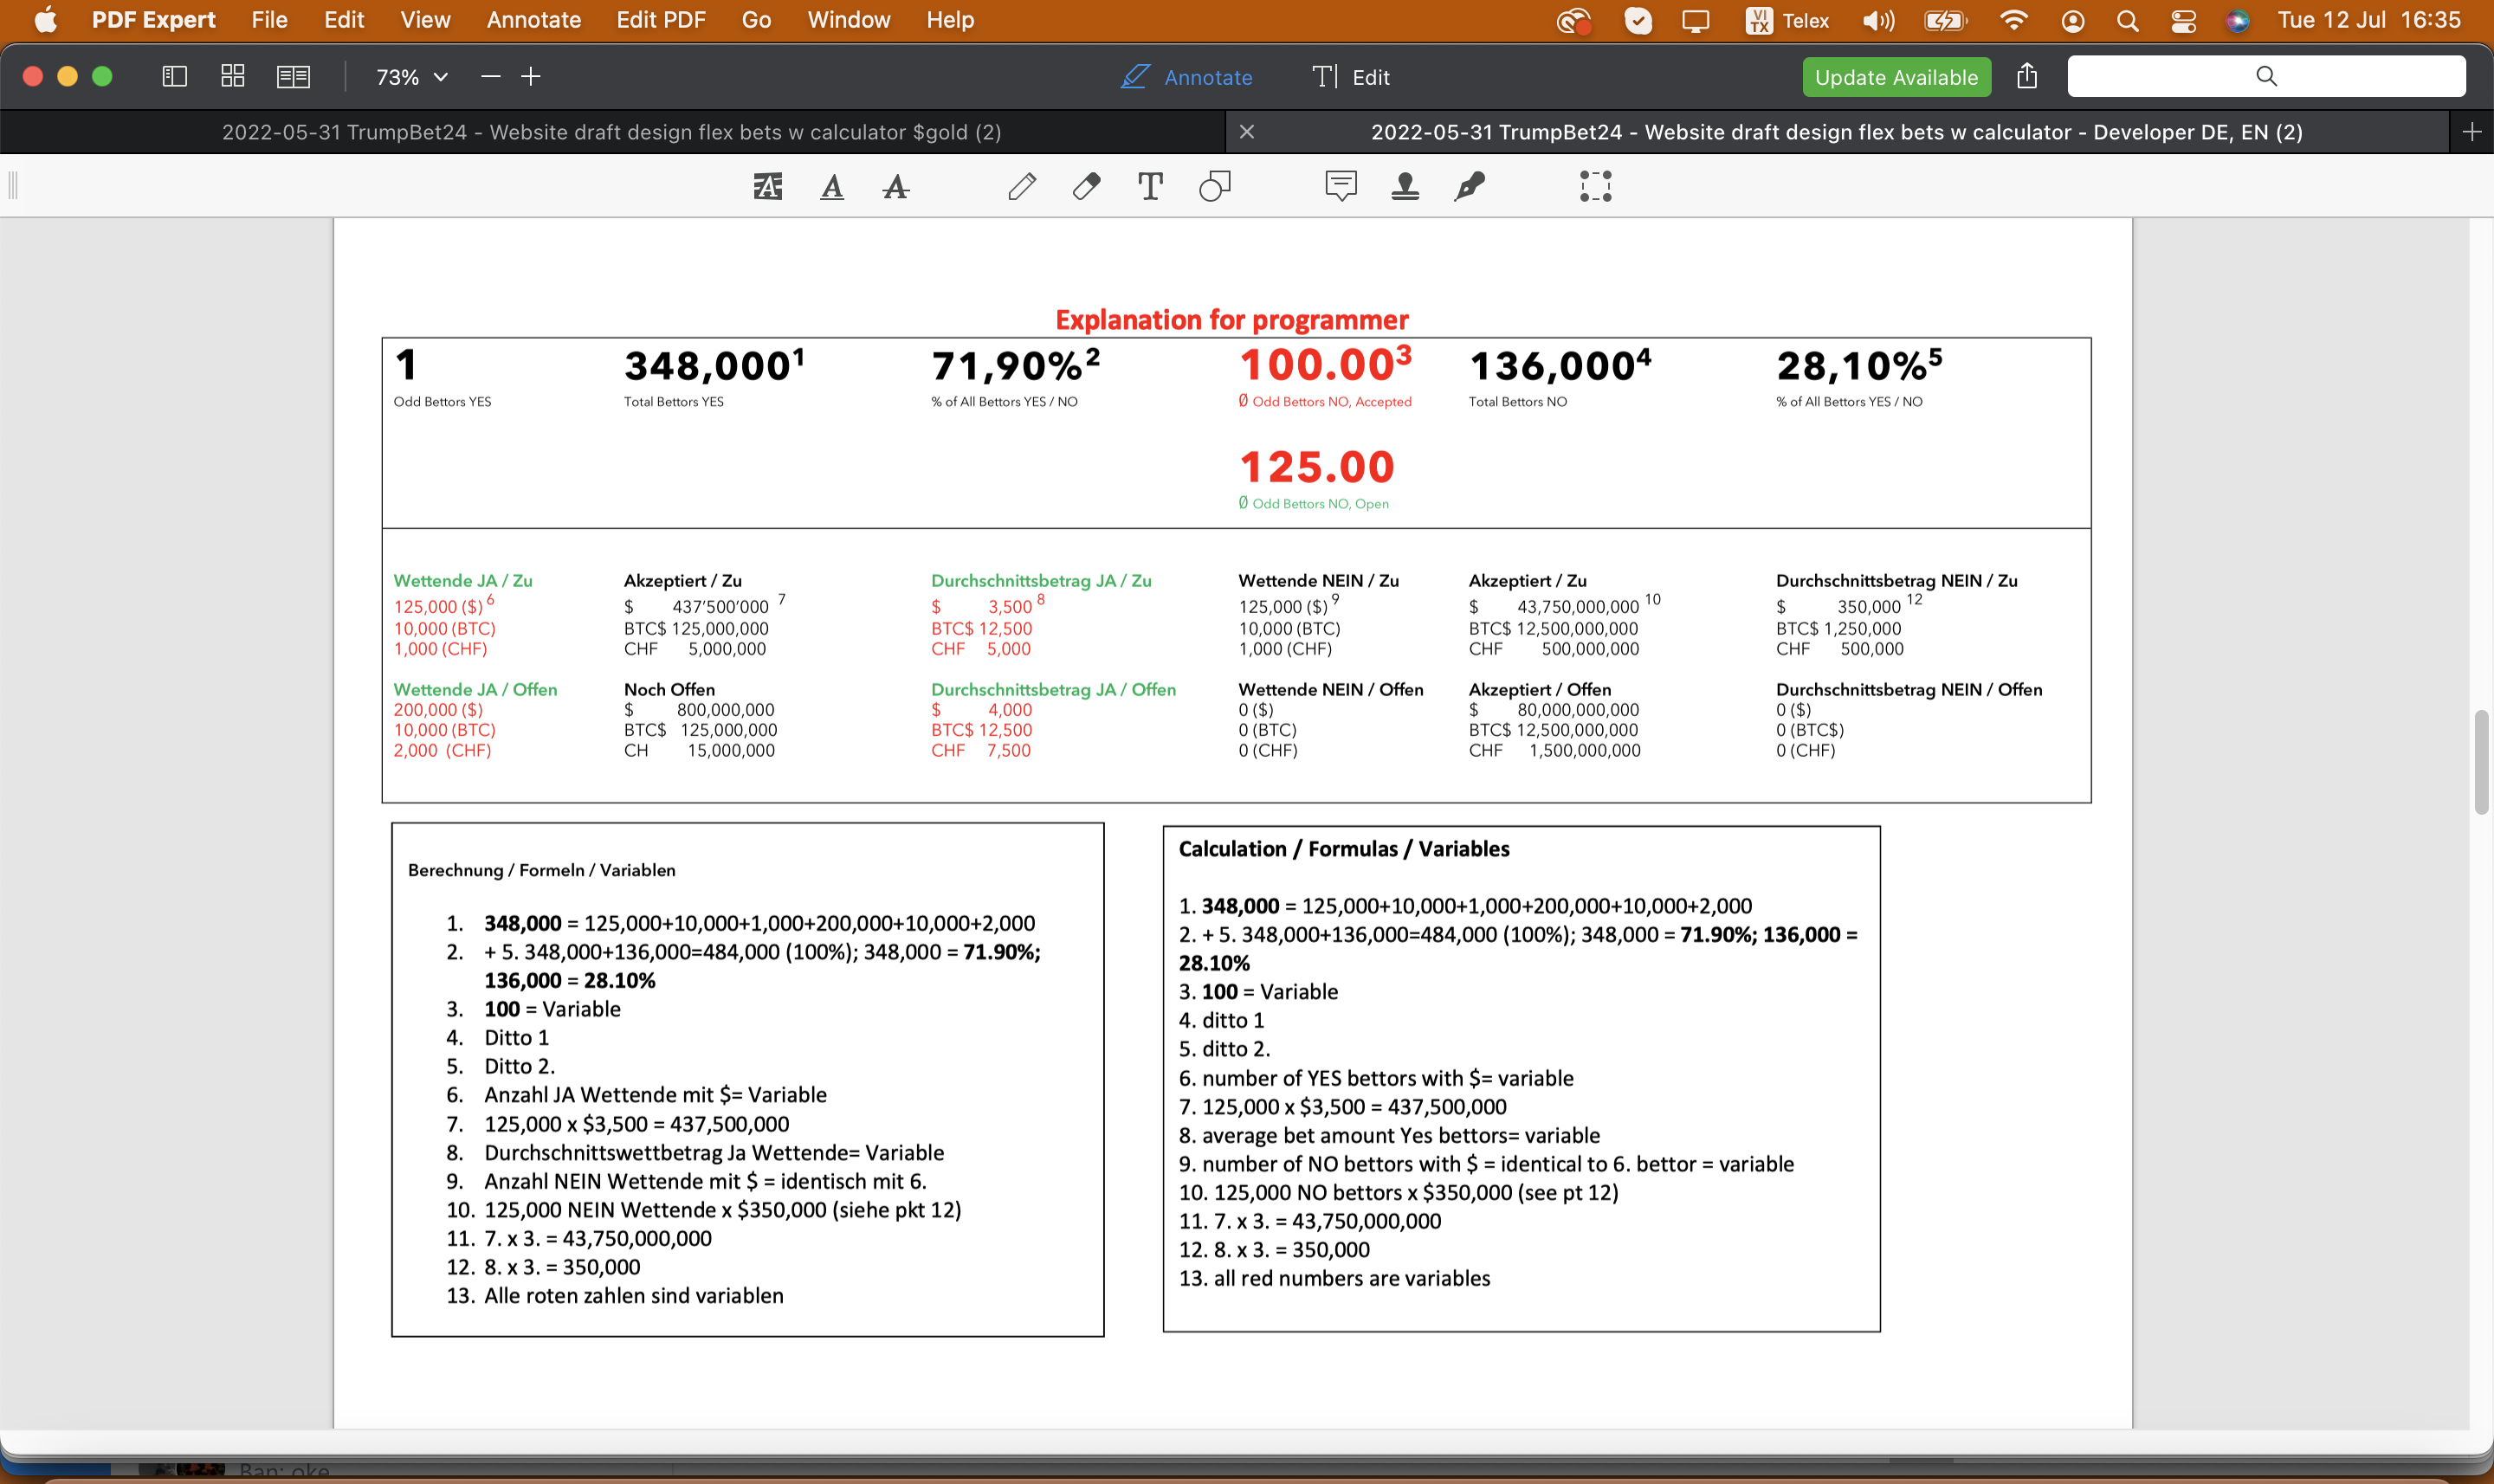 PDF Expert File Edit View Annotate Edit PDF Go Window Help VI TX Telex Tue 12 Jul 16:35
73% Annotate Edit Update Available
2022-05-31 TrumpBet24 - Website draft design flex bets w calculator $gold (2) 2022-05-31 TrumpBet24 - Website draft design flex bets w calculator - Developer DE, EN (2)
Explanation for programmer
1 348,000¹ 71,90%² 100.00³ 136,000⁴ 28,10%⁵
Odd Bettors YES Total Bettors YES % of All Bettors YES / NO Ø Odd Bettors NO, Accepted Total Bettors NO % of All Bettors YES / NO
125.00
Ø Odd Bettors NO, Open
Wettende JA / Zu Akzeptiert / Zu Durchschnittsbetrag JA / Zu Wettende NEIN / Zu Akzeptiert / Zu Durchschnittsbetrag NEIN / Zu
125,000 ($) 6 $ 437'500'000 7 $ 3,500 8 125,000 ($) 9 $ 43,750,000,000 10 $ 350,000 12
10,000 (BTC) BTC$ 125,000,000 BTC$ 12,500 10,000 (BTC) BTC$ 12,500,000,000 BTC$ 1,250,000
1,000 (CHF) CHF 5,000,000 CHF 5,000 1,000 (CHF) CHF 500,000,000 CHF 500,000
Wettende JA / Offen Noch Offen Durchschnittsbetrag JA / Offen Wettende NEIN / Offen Akzeptiert / Offen Durchschnittsbetrag NEIN / Offen
200,000 ($) $ 800,000,000 $ 4,000 0 ($) $ 80,000,000,000 0 ($)
10,000 (BTC) BTC$ 125,000,000 BTC$ 12,500 0 (BTC) BTC$ 12,500,000,000 0 (BTC$)
2,000 (CHF) CH 15,000,000 CHF 7,500 0 (CHF) CHF 1,500,000,000 0 (CHF)
Berechnung / Formeln / Variablen
1. 348,000 = 125,000+10,000+1,000+200,000+10,000+2,000
2. + 5. 348,000+136,000=484,000 (100%); 348,000 = 71.90%;
136,000 = 28.10%
3. 100 = Variable
4. Ditto 1
5. Ditto 2.
6. Anzahl JA Wettende mit $= Variable
7. 125,000 x $3,500 = 437,500,000
8. Durchschnittswettbetrag Ja Wettende= Variable
9. Anzahl NEIN Wettende mit $ = identisch mit 6.
10. 125,000 NEIN Wettende x $350,000 (siehe pkt 12)
11. 7. x 3. = 43,750,000,000
12. 8. x 3. = 350,000
13. Alle roten zahlen sind variablen
Calculation / Formulas / Variables
1. 348,000 = 125,000+10,000+1,000+200,000+10,000+2,000
2. + 5. 348,000+136,000=484,000 (100%); 348,000 = 71.90%; 136,000 =
28.10%
3. 100 = Variable
4. ditto 1
5. ditto 2.
6. number of YES bettors with $= variable
7. 125,000 x $3,500 = 437,500,000
8. average bet amount Yes bettors= variable
9. number of NO bettors with $ = identical to 6. bettor = variable
10. 125,000 NO bettors x $350,000 (see pt 12)
11. 7. x 3. = 43,750,000,000
12. 8. x 3. = 350,000
13. all red numbers are variables
Ban: oke